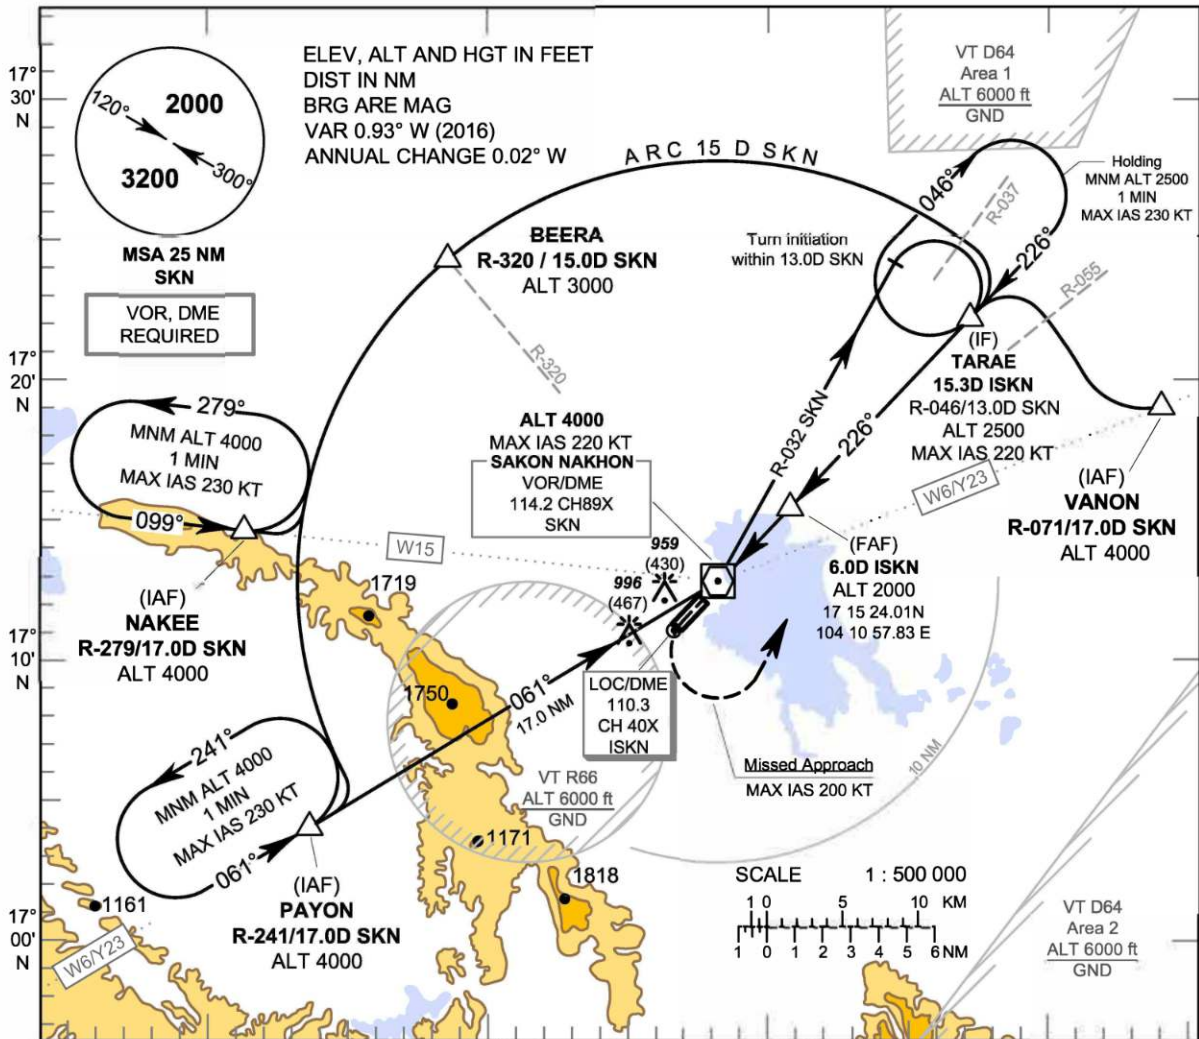 ELEV, ALT AND HGT IN FEET
DIST IN NM
BRG ARE MAG
VAR 0.93° W (2016)
ANNUAL CHANGE 0.02° W
17°
30'
N
120°
2000
3200
300°
MSA 25 NM
SKN
VOR, DME
REQUIRED
ARC 15 D SKN
VT D64
Area 1
ALT 6000 ft
GND
Holding
MNM ALT 2500
1 MIN
MAX IAS 230 KT
046°
R-037
226°
R-055
Turn initiation
within 13.0D SKN
BEERA
R-320 / 15.0D SKN
ALT 3000
R-320
17°
20'
N
(IF)
TARAE
15.3D ISKN
R-046/13.0D SKN
ALT 2500
MAX IAS 220 KT
R-032 SKN
226°
ALT 4000
MAX IAS 220 KT
SAKON NAKHON
VOR/DME
114.2 CH89X
SKN
279°
MNM ALT 4000
1 MIN
MAX IAS 230 KT
099°
W6/Y23
(IAF)
VANON
R-071/17.0D SKN
ALT 4000
W15
(FAF)
6.0D ISKN
ALT 2000
17 15 24.01N
104 10 57.83 E
959
(430)
996
(467)
1719
(IAF)
NAKEE
R-279/17.0D SKN
ALT 4000
17°
10'
N
LOC/DME
110.3
CH 40X
ISKN
061°
17.0 NM
1750
241°
MNM ALT 4000
1 MIN
MAX IAS 230 KT
061°
VT R66
ALT 6000 ft
GND
Missed Approach
MAX IAS 200 KT
10 NM
1171
1818
(IAF)
PAYON
R-241/17.0D SKN
ALT 4000
1161
W6/Y23
17°
00'
N
SCALE 1 : 500 000
1 0 5 10 KM
1 0 1 2 3 4 5 6 NM
VT D64
Area 2
ALT 6000 ft
GND